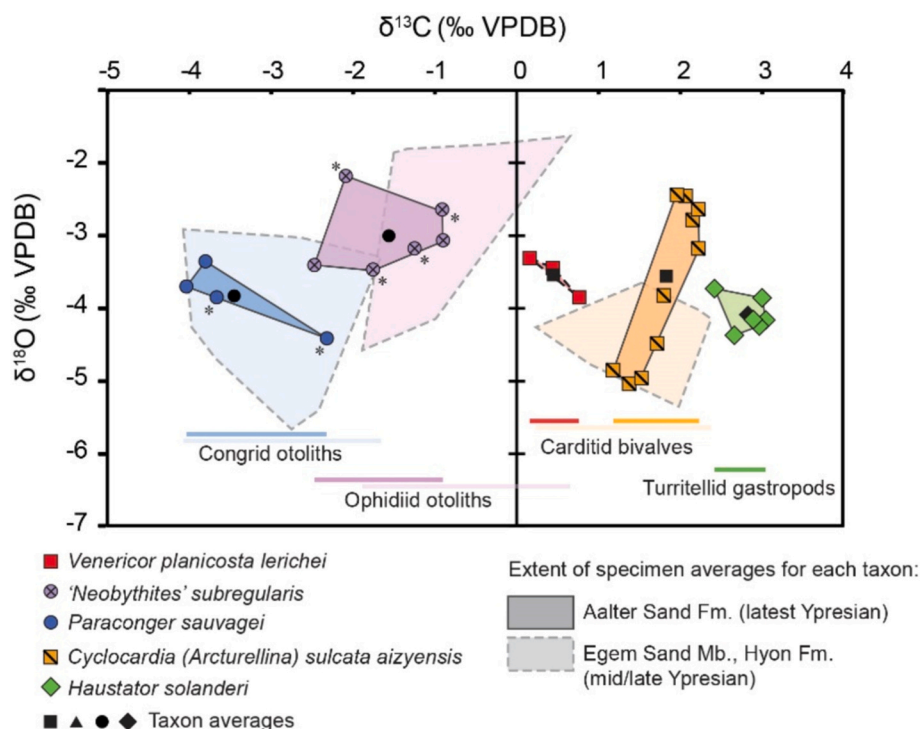 δ13C (‰ VPDB)
-5 -4 -3 -2 -1 0 1 2 3 4
δ18O (‰ VPDB)
-2
-3
-4
-5
-6
-7
*
*
*
*
*
*
Congrid otoliths
Ophidiid otoliths
Carditid bivalves
Turritellid gastropods
Venericor planicosta lerichei
‘Neobythites’ subregularis
Paraconger sauvagei
Cyclocardia (Arcturellina) sulcata aizyensis
Haustator solanderi
Taxon averages
Extent of specimen averages for each taxon:
Aalter Sand Fm. (latest Ypresian)
Egem Sand Mb., Hyon Fm.
(mid/late Ypresian)